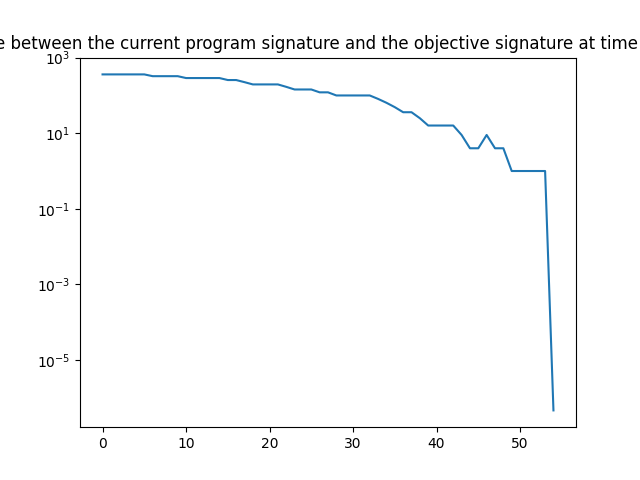 e between the current program signature and the objective signature at time
10³
10¹
10⁻¹
10⁻³
10⁻⁵
0 10 20 30 40 50